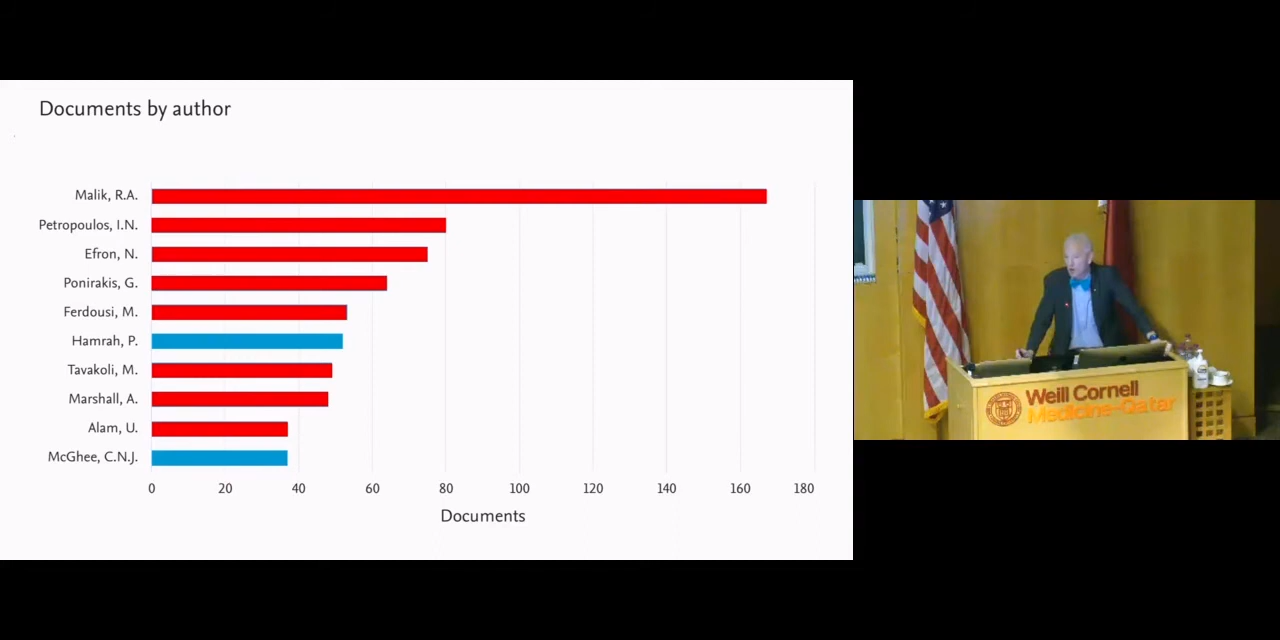 Documents by author
Malik, R.A.
Petropoulos, I.N.
Efron, N.
Ponirakis, G.
Ferdousi, M.
Hamrah, P.
Tavakoli, M.
Marshall, A.
Alam, U.
McGhee, C.N.J.
0 20 40 60 80 100 120 140 160 180
Documents
Weill Cornell
Medicine-Qatar